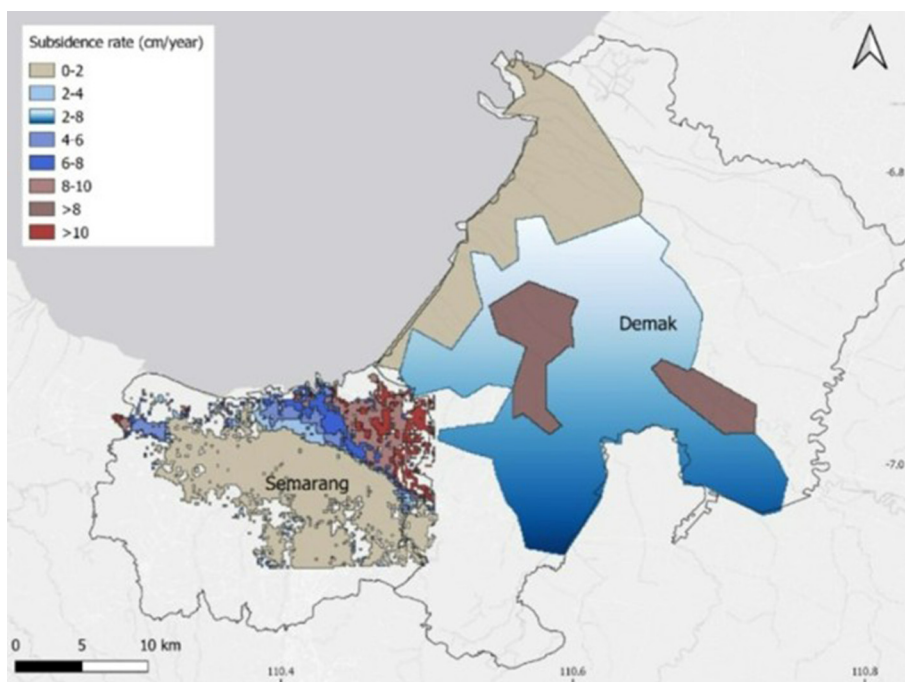 Subsidence rate (cm/year)
0-2
2-4
2-8
4-6
6-8
8-10
>8
>10
-6.8
Demak
-7.0
Semarang
0 5 10 km
110.4 110.6 110.8